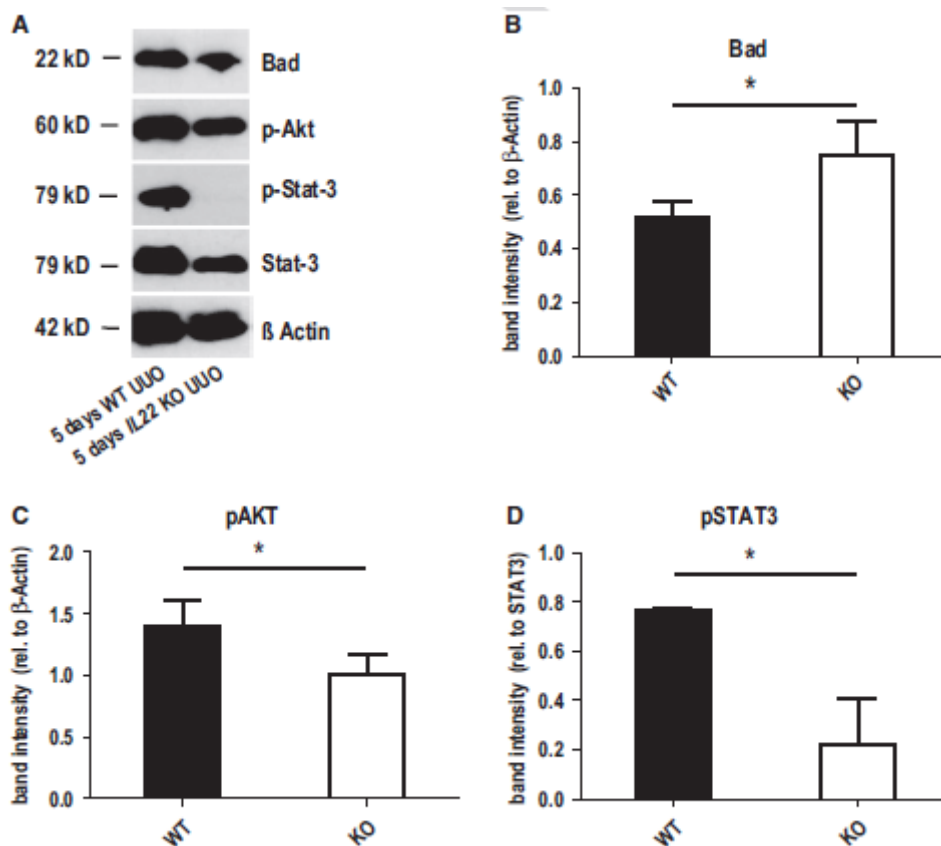 A
22 kD — Bad
60 kD — p-Akt
79 kD — p-Stat-3
79 kD — Stat-3
42 kD — ß Actin
5 days WT UUO
5 days IL22 KO UUO
B
Bad
*
band intensity (rel. to β-Actin)
1.0
0.8
0.6
0.4
0.2
0.0
WT
KO
C
pAKT
*
band intensity (rel. to β-Actin)
2.0
1.5
1.0
0.5
0.0
WT
KO
D
pSTAT3
*
band intensity (rel. to STAT3)
1.0
0.8
0.6
0.4
0.2
0.0
WT
KO